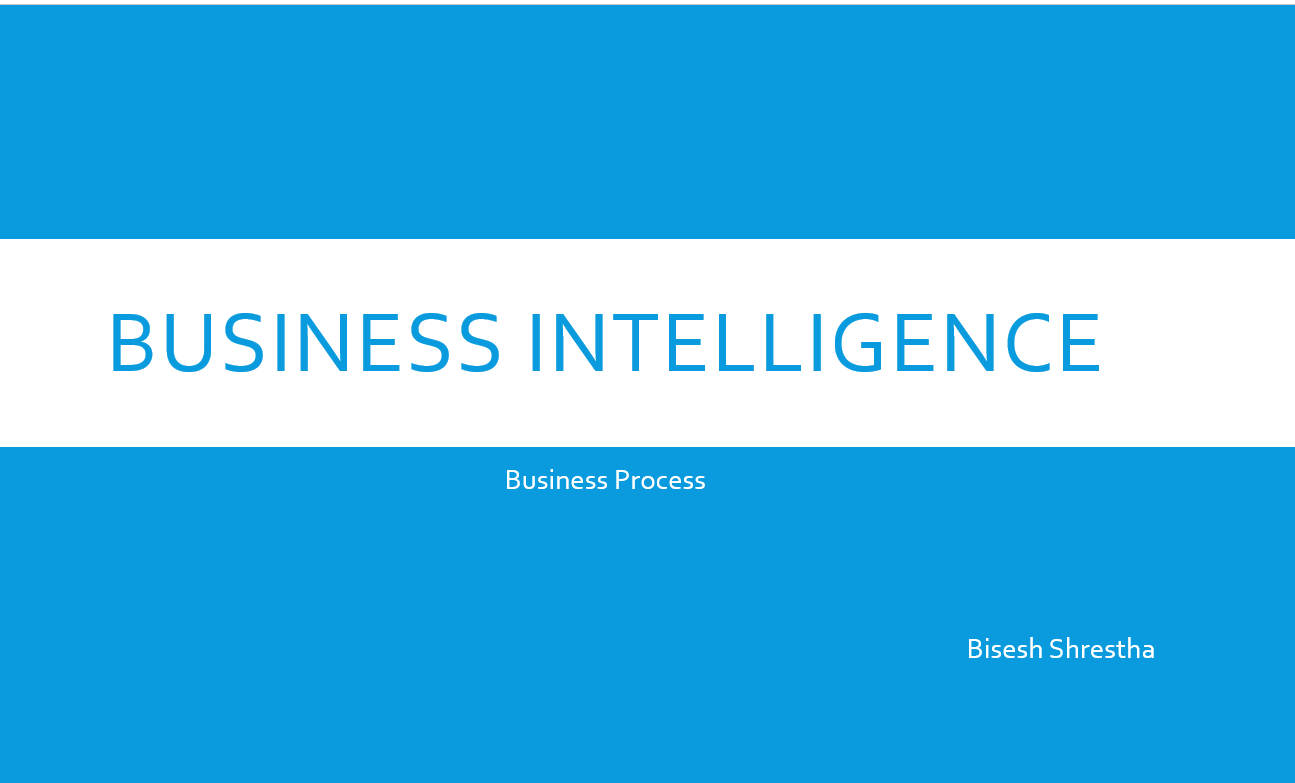 BUSINESS INTELLIGENCE
Business Process
Bisesh Shrestha